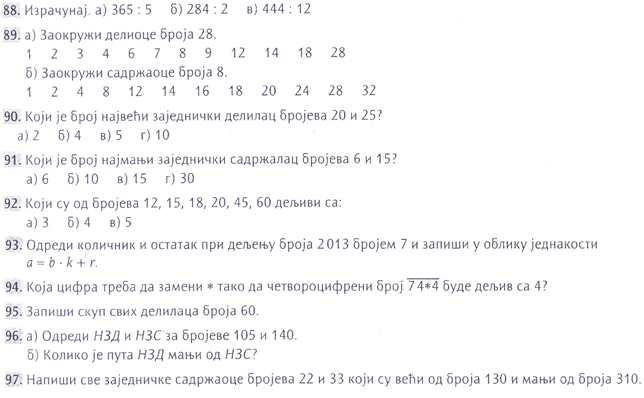 88. Израчунај. а) 365 : 5 б) 284 : 2 в) 444 : 12
89. а) Заокружи делиоце броја 28.
1 2 3 4 6 7 8 9 12 14 18 28
б) Заокружи садржаоце броја 8.
1 2 4 8 12 14 16 18 20 24 28 32
90. Који је број највећи заједнички делилац бројева 20 и 25?
а) 2 б) 4 в) 5 г) 10
91. Који је број најмањи заједнички садржалац бројева 6 и 15?
а) 6 б) 10 в) 15 г) 30
92. Који су од бројева 12, 15, 18, 20, 45, 60 дељиви са:
а) 3 б) 4 в) 5
93. Одреди количник и остатак при дељењу броја 2013 бројем 7 и запиши у облику једнакости
a = b · k + r.
94. Која цифра треба да замени * тако да четвороцифрени број 74*4 буде дељив са 4?
95. Запиши скуп свих делилаца броја 60.
96. а) Одреди НЗД и НЗС за бројеве 105 и 140.
б) Колико је пута НЗД мањи од НЗС?
97. Напиши све заједничке садржаоце бројева 22 и 33 који су већи од броја 130 и мањи од броја 310.